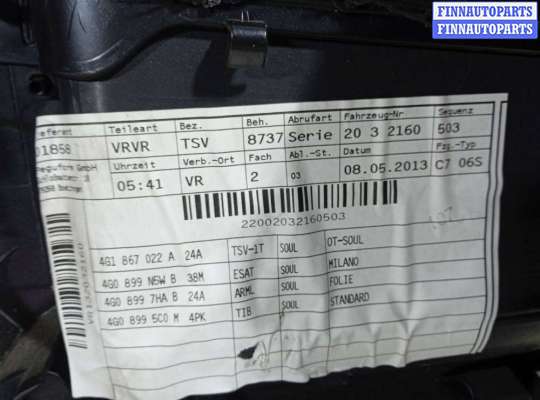 FINNAUTOPARTS
FINNAUTOPARTS
Teileart Bez. Beh. Abrufart Fahrzeug-Nr Sequenz
01858 VRVR TSV 8737 Serie 20 3 2160 503
GmbH Uhrzeit Verb.-Ort Fach Abl.-St. Datum Fzg.-Typ
05:41 VR 2 03 08.05.2013 C7 06S
22002032160503
4G1 867 022 A 24A TSV-1T SOUL OT-SOUL
4G0 899 N5W B 38M ESAT SOUL MILANO
4G0 899 7HA B 24A ARML SOUL FOLIE
4G0 899 5C0 M 4PK TIB SOUL STANDARD